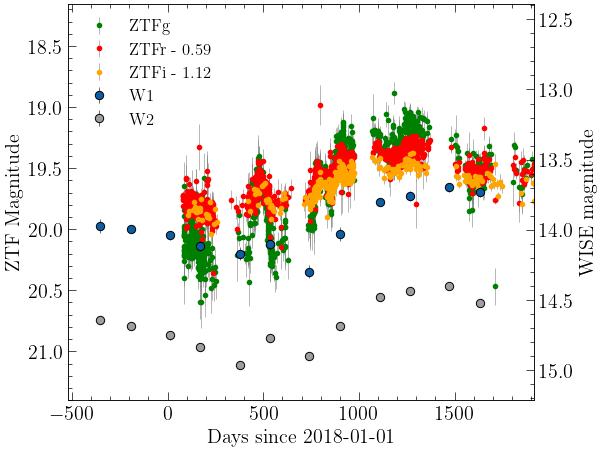 ZTFg
ZTFr - 0.59
ZTFi - 1.12
W1
W2
18.5
19.0
19.5
20.0
20.5
21.0
ZTF Magnitude
12.5
13.0
13.5
14.0
14.5
15.0
WISE magnitude
−500 0 500 1000 1500
Days since 2018-01-01